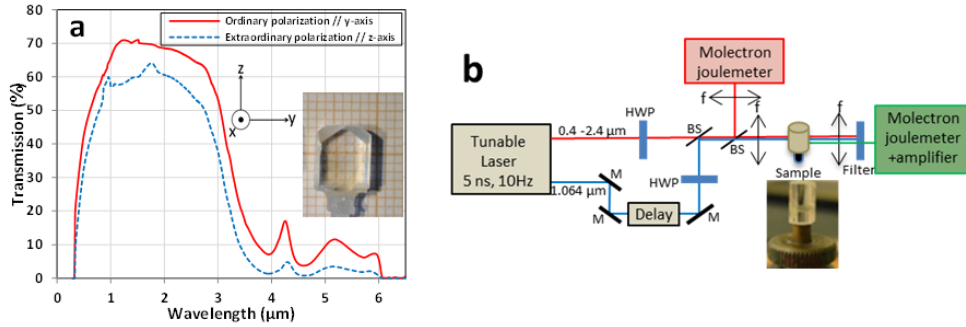 a
Ordinary polarization // y-axis
Extraordinary polarization // z-axis
Transmission (%)
80
70
60
50
40
30
20
10
0
0 1 2 3 4 5 6
Wavelength (μm)
z
x
y
b
Molectron
joulemeter
f
HWP
f
f
Tunable
Laser
5 ns, 10Hz
0.4 -2.4 μm
BS
BS
Molectron
joulemeter
+amplifier
1.064 μm
M
HWP
Sample
Filter
M
Delay
M